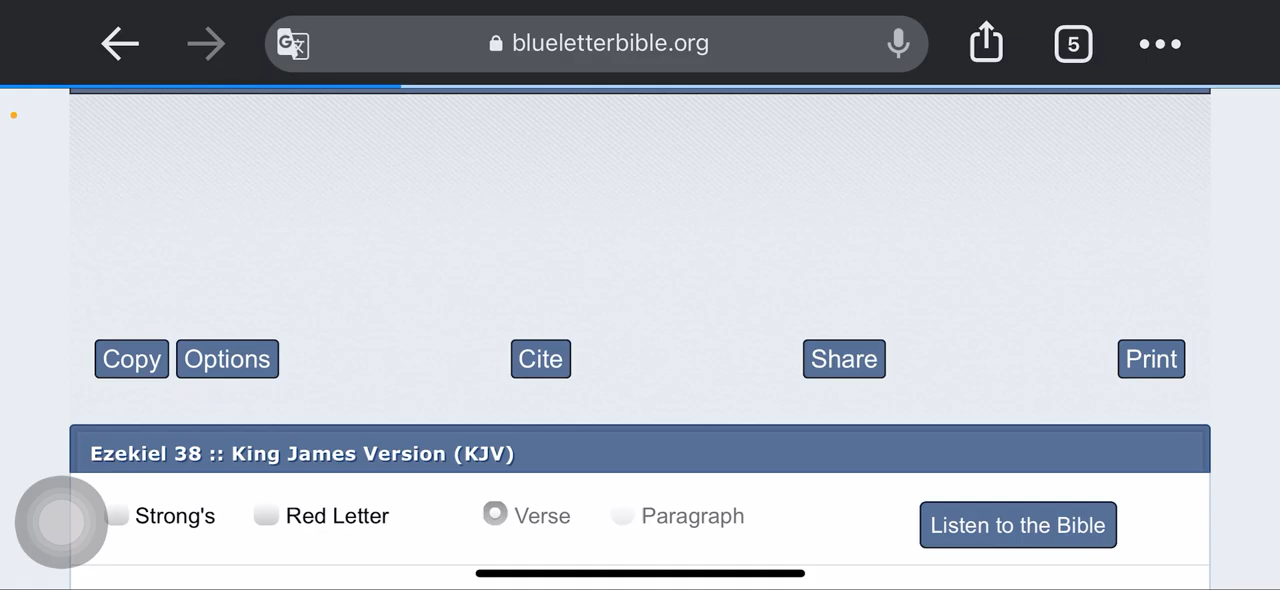 blueletterbible.org
5
Copy Options Cite Share Print
Ezekiel 38 :: King James Version (KJV)
Strong's Red Letter Verse Paragraph Listen to the Bible